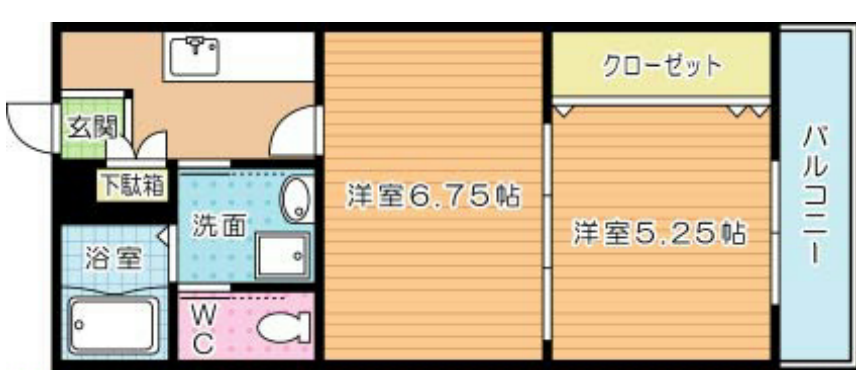 玄関
下駄箱
浴室
洗面
WC
洋室6.75帖
クローゼット
洋室5.25帖
バルコニー